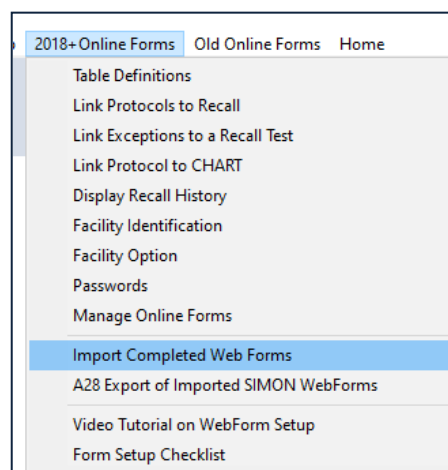 2018+ Online Forms Old Online Forms Home
Table Definitions
Link Protocols to Recall
Link Exceptions to a Recall Test
Link Protocol to CHART
Display Recall History
Facility Identification
Facility Option
Passwords
Manage Online Forms
Import Completed Web Forms
A28 Export of Imported SIMON WebForms
Video Tutorial on WebForm Setup
Form Setup Checklist